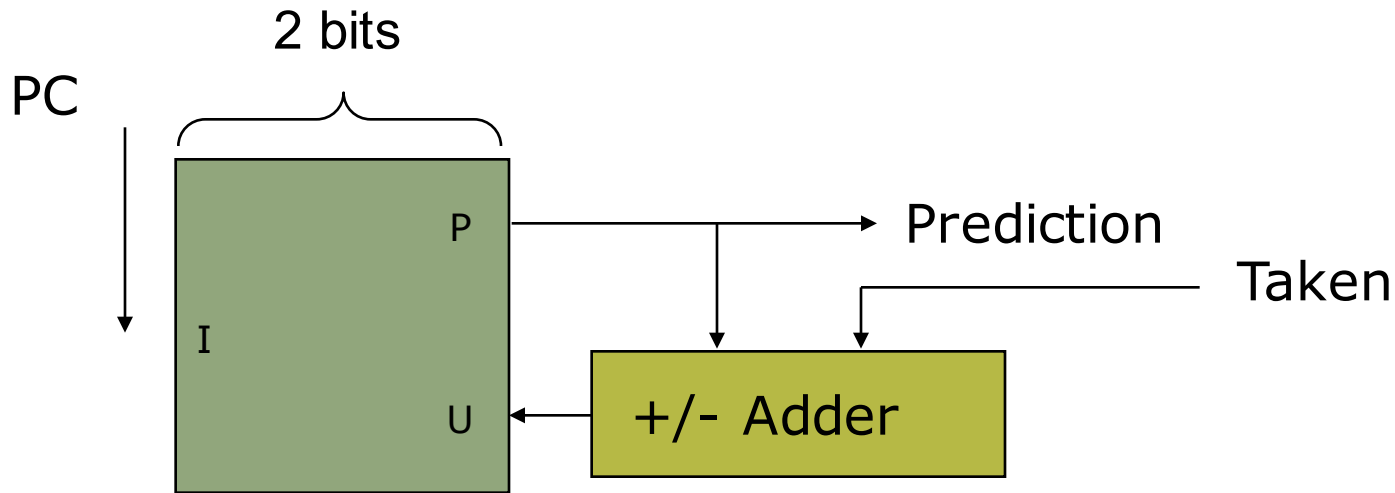 2 bits
PC
P
Prediction
Taken
I
+/- Adder
U